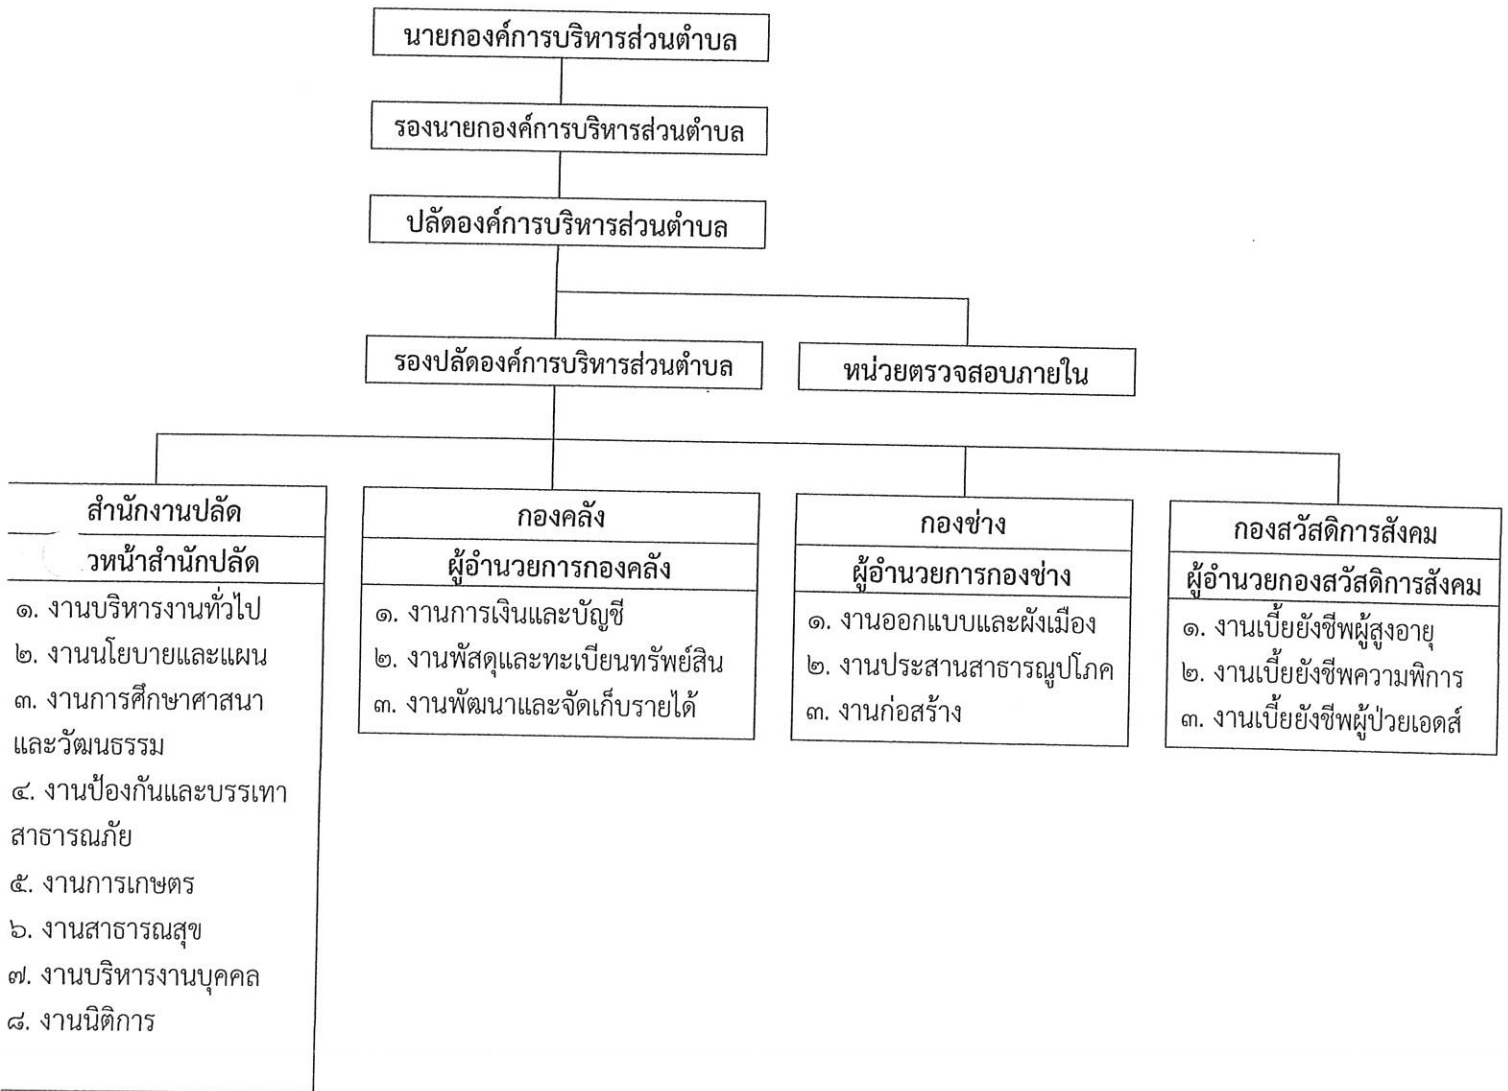 นายกองค์การบริหารส่วนตำบล
รองนายกองค์การบริหารส่วนตำบล
ปลัดองค์การบริหารส่วนตำบล
รองปลัดองค์การบริหารส่วนตำบล
หน่วยตรวจสอบภายใน
สำนักงานปลัด
วหน้าสำนักปลัด
๑. งานบริหารงานทั่วไป
๒. งานนโยบายและแผน
๓. งานการศึกษาศาสนา
และวัฒนธรรม
๔. งานป้องกันและบรรเทา
สาธารณภัย
๕. งานการเกษตร
๖. งานสาธารณสุข
๗. งานบริหารงานบุคคล
๘. งานนิติการ
กองคลัง
ผู้อำนวยการกองคลัง
๑. งานการเงินและบัญชี
๒. งานพัสดุและทะเบียนทรัพย์สิน
๓. งานพัฒนาและจัดเก็บรายได้
กองช่าง
ผู้อำนวยการกองช่าง
๑. งานออกแบบและผังเมือง
๒. งานประสานสาธารณูปโภค
๓. งานก่อสร้าง
กองสวัสดิการสังคม
ผู้อำนวยกองสวัสดิการสังคม
๑. งานเบี้ยยังชีพผู้สูงอายุ
๒. งานเบี้ยยังชีพความพิการ
๓. งานเบี้ยยังชีพผู้ป่วยเอดส์